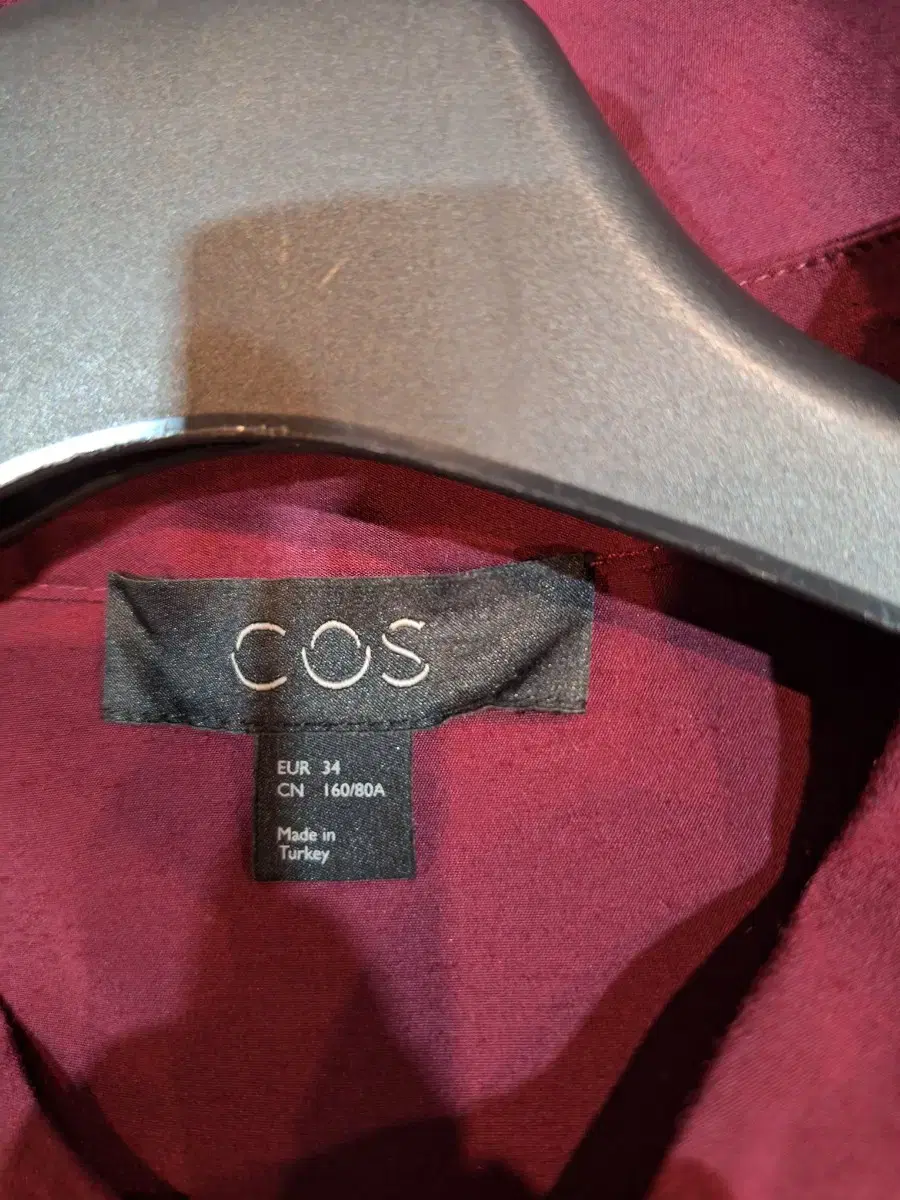 COS
EUR 34
CN 160/80A
Made in
Turkey